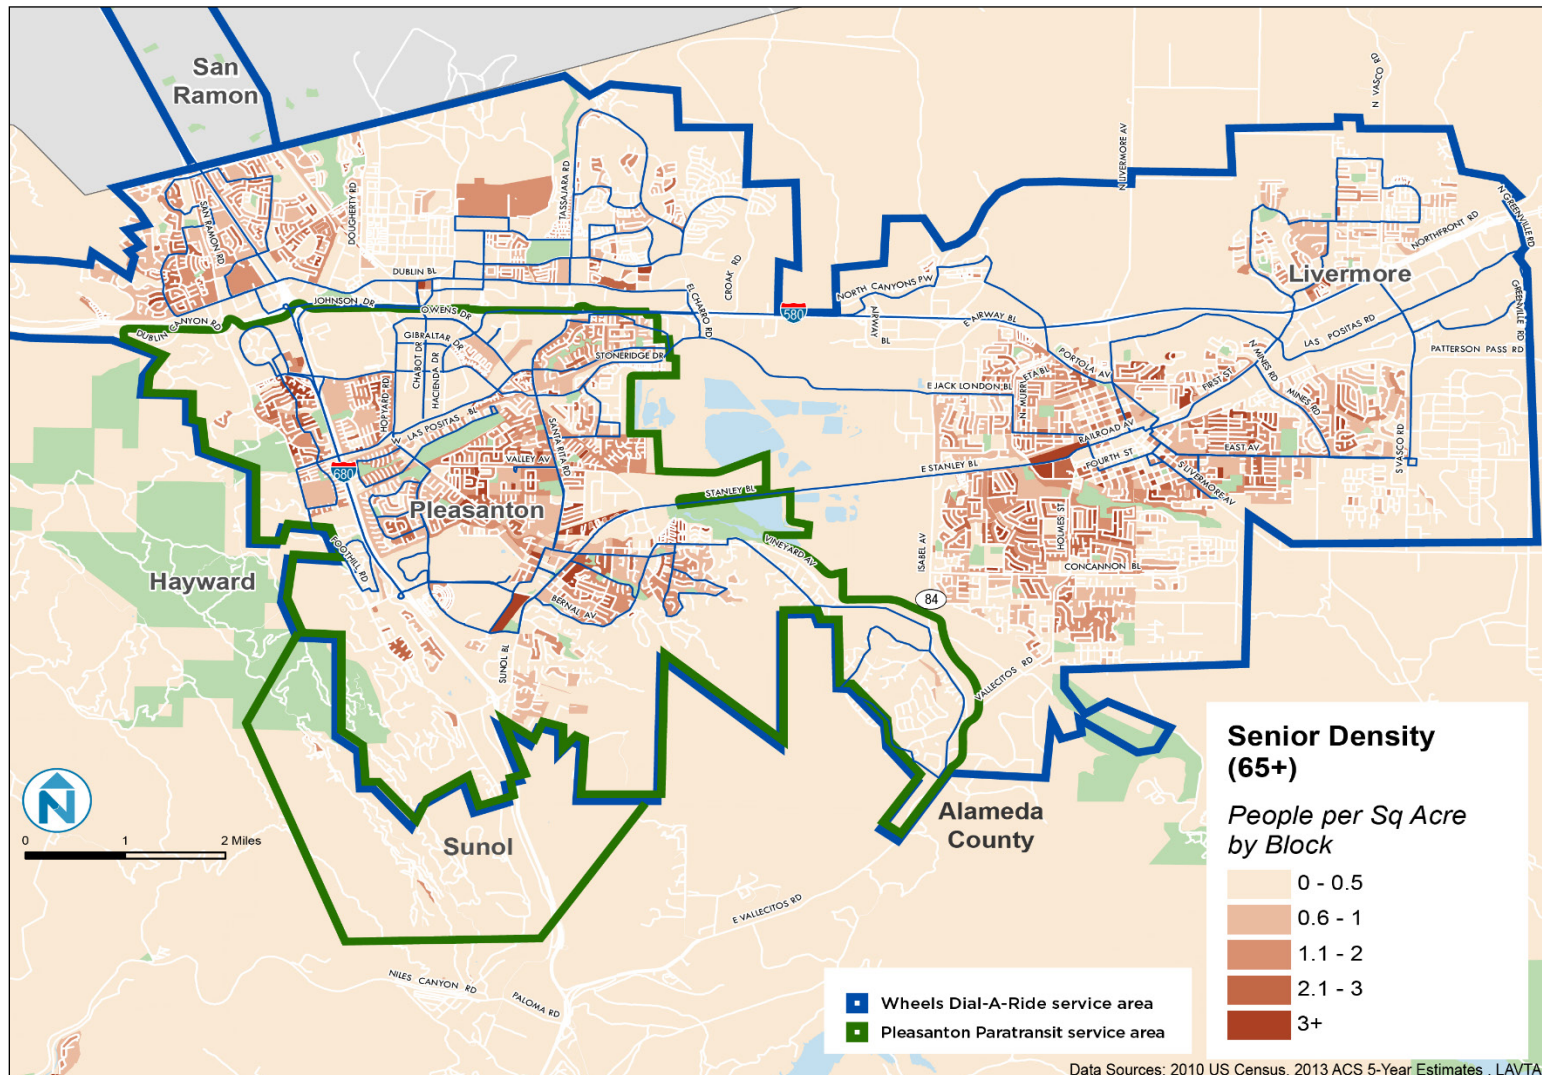 San
Ramon
N VASCO RD
N LIVERMORE AV
DOUGHERTY RD
TASSAJARA RD
SAN RAMON RD
N GREENVILLE RD
NORTHFRONT RD
CROAK RD
DUBLIN BL
Livermore
NORTH CANYONS PW
JOHNSON DR
OWENS DR
EL CHARRO RD
580
AIRWAY
BL
E AIRWAY BL
GREENVILLE RD
DUBLIN CANYON RD
GIBRALTAR DR
LAS POSITAS RD
STONERIDGE DR
PATTERSON PASS RD
CHABOT DR
HACIENDA DR
PORTOLA AV
N MINES RD
FIRST ST
HOPYARD RD
E JACK LONDON BL
MINES RD
W LAS POSITAS BL
SANTA RITA RD
RAILROAD AV
EAST AV
S VASCO RD
VALLEY AV
680
E STANLEY BL
FOURTH ST
S LIVERMORE AV
STANLEY BL
Pleasanton
HOLMES ST
FOOTHILL RD
VINEYARD AV
ISABEL AV
CONCANNON BL
Hayward
84
BERNAL AV
SUNOL BL
VALLECITOS RD
Senior Density
(65+)
N
People per Sq Acre
by Block
0 1 2 Miles
Sunol
Alameda
County
0 - 0.5
0.6 - 1
1.1 - 2
2.1 - 3
3+
E VALLECITOS RD
NILES CANYON RD
PALOMA RD
Wheels Dial-A-Ride service area
Pleasanton Paratransit service area
Data Sources: 2010 US Census, 2013 ACS 5-Year Estimates , LAVTA